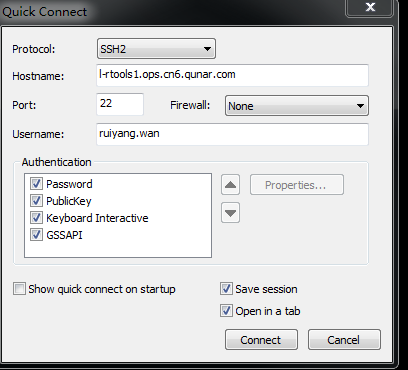 Quick Connect
Protocol: SSH2
Hostname: l-rtools1.ops.cn6.qunar.com
Port: 22 Firewall: None
Username: ruiyang.wan
Authentication
Password
PublicKey
Keyboard Interactive
GSSAPI
Properties...
Show quick connect on startup
Save session
Open in a tab
Connect Cancel